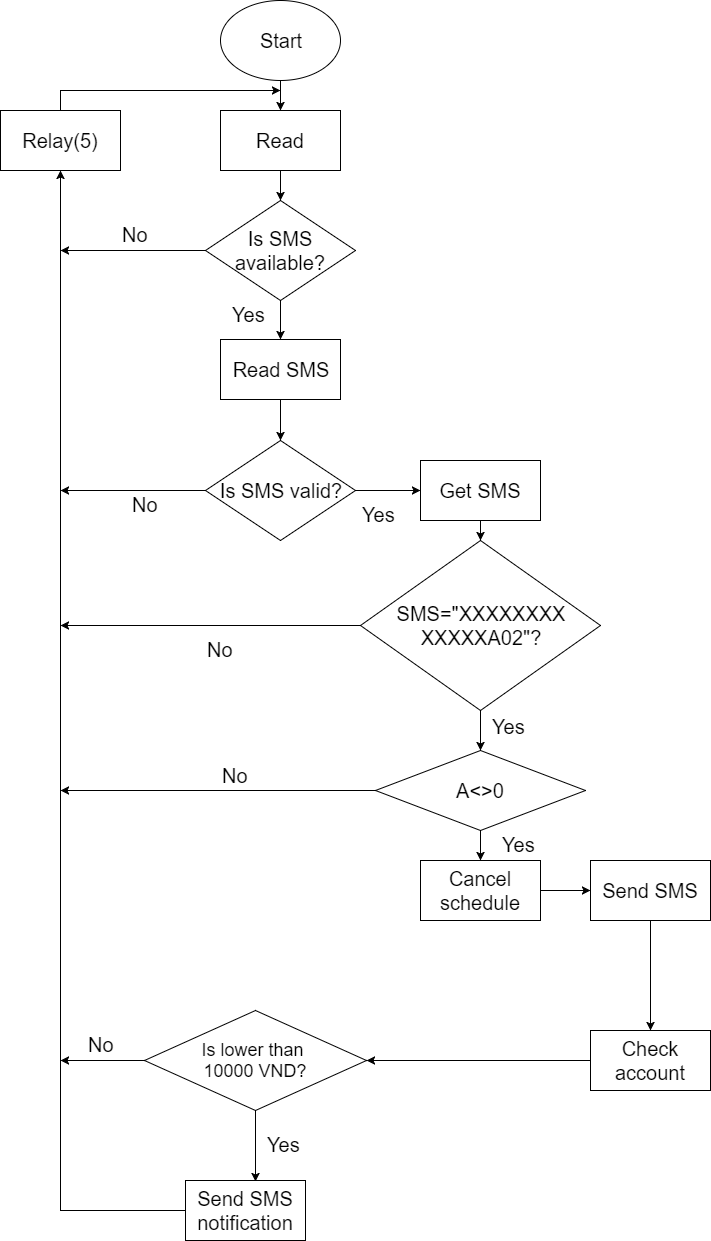 Start
Relay(5)
Read
No
Is SMS
available?
Yes
Read SMS
Is SMS valid?
No
Yes
Get SMS
SMS="XXXXXXXX
XXXXXA02"?
No
Yes
No
A<>0
Yes
Cancel
schedule
Send SMS
No
Is lower than
10000 VND?
Check
account
Yes
Send SMS
notification